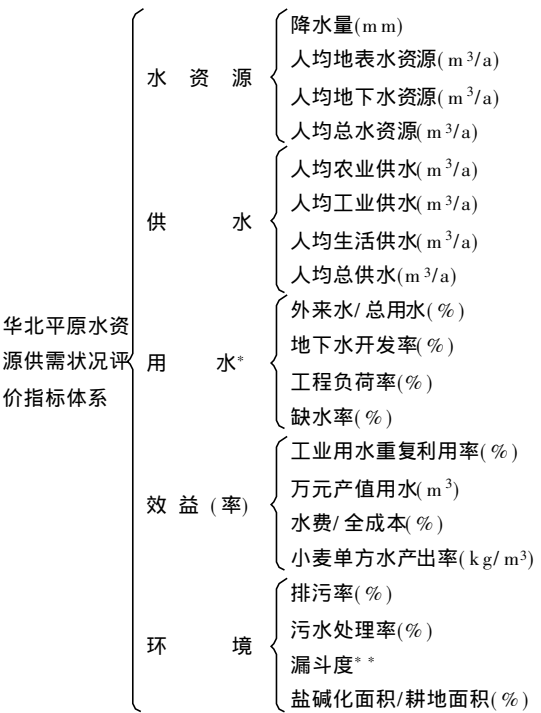 华北平原水资
源供需状况评
价指标体系
水 资 源
降水量(mm)
人均地表水资源(m³/a)
人均地下水资源(m³/a)
人均总水资源(m³/a)
供 水
人均农业供水(m³/a)
人均工业供水(m³/a)
人均生活供水(m³/a)
人均总供水(m³/a)
用 水*
外来水/总用水(%)
地下水开发率(%)
工程负荷率(%)
缺水率(%)
效 益(率)
工业用水重复利用率(%)
万元产值用水(m³)
水费/全成本(%)
小麦单方水产出率(kg/m³)
环 境
排污率(%)
污水处理率(%)
漏斗度**
盐碱化面积/耕地面积(%)